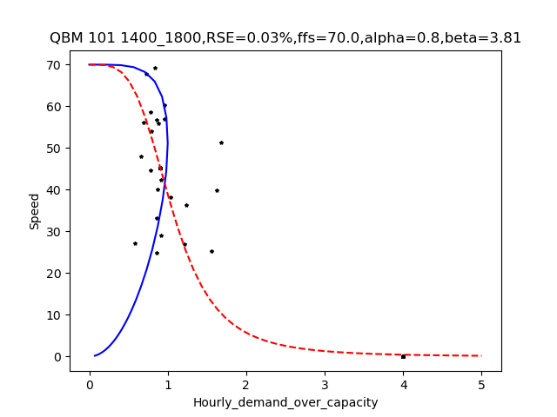 QBM 101 1400_1800,RSE=0.03%,ffs=70.0,alpha=0.8,beta=3.81
70
60
50
40
30
20
10
0
Speed
0 1 2 3 4 5
Hourly_demand_over_capacity